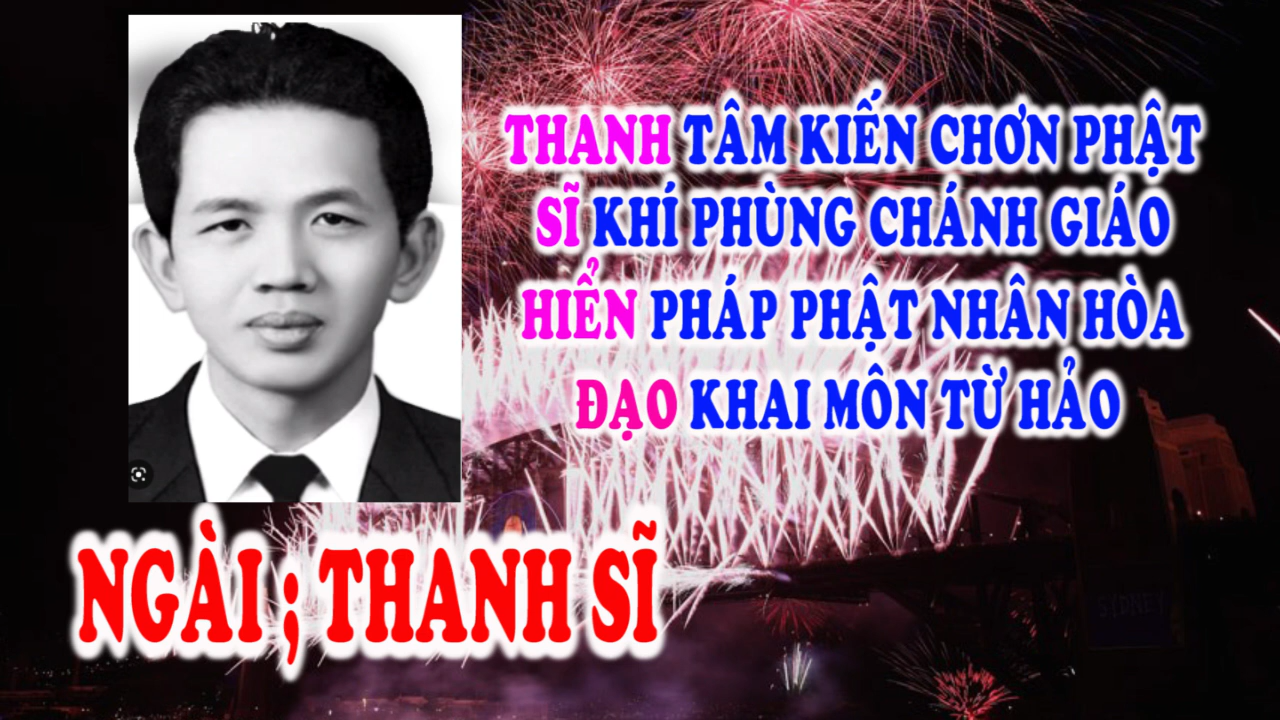 THANH TÂM KIẾN CHƠN PHẬT
SĨ KHÍ PHÙNG CHÁNH GIÁO
HIỂN PHÁP PHẬT NHÂN HÒA
ĐẠO KHAI MÔN TỪ HẢO
NGÀI ; THANH SĨ
SYDNEY